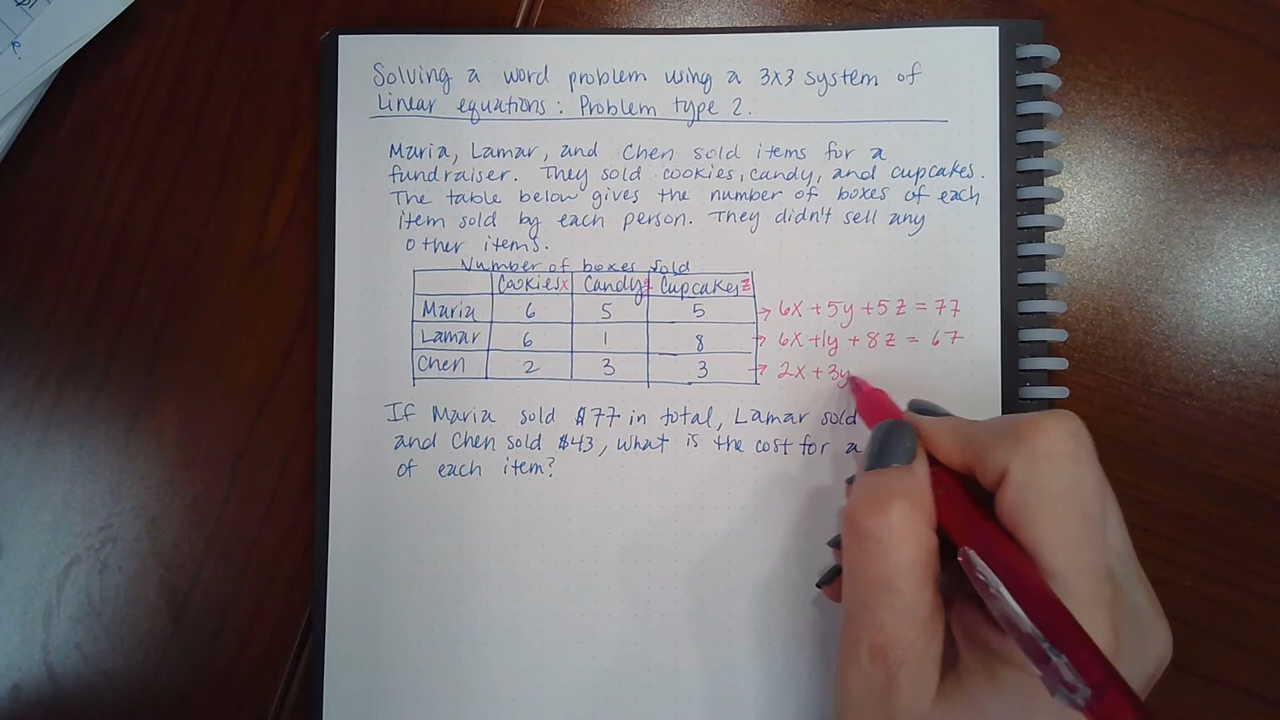 Solving a word problem using a 3x3 system of
Linear equations: Problem type 2.
Maria, Lamar, and Chen sold items for a
fundraiser. They sold cookies, candy, and cupcakes.
The table below gives the number of boxes of each
item sold by each person. They didn't sell any
other items.
Number of boxes sold
Cookies x Candy y Cupcakes z
Maria 6 5 5 → 6x + 5y + 5z = 77
Lamar 6 1 8 → 6x + 1y + 8z = 67
Chen 2 3 3 → 2x + 3y
If Maria sold $77 in total, Lamar sold
and Chen sold $43, what is the cost for a
of each item?